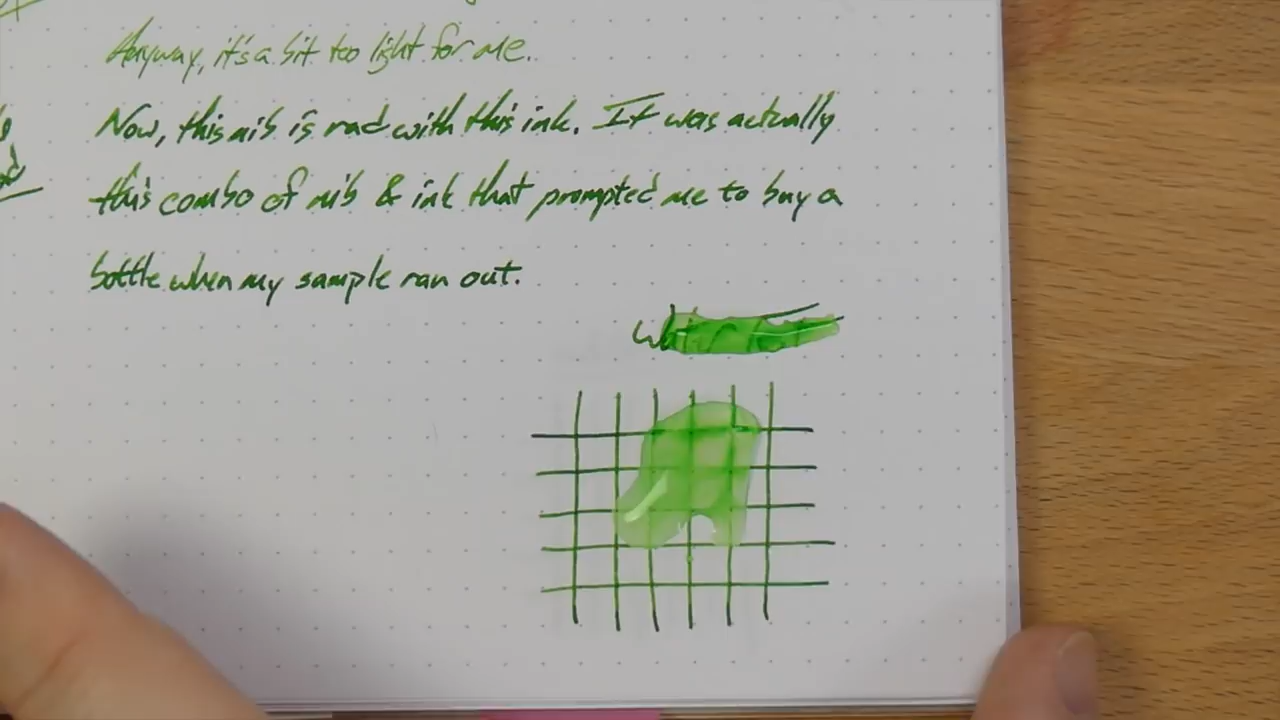 Anyway, it's a bit too light for me.
Now, this nib is rad with this ink. It was actually
this combo of nib & ink that prompted me to buy a
bottle when my sample ran out.